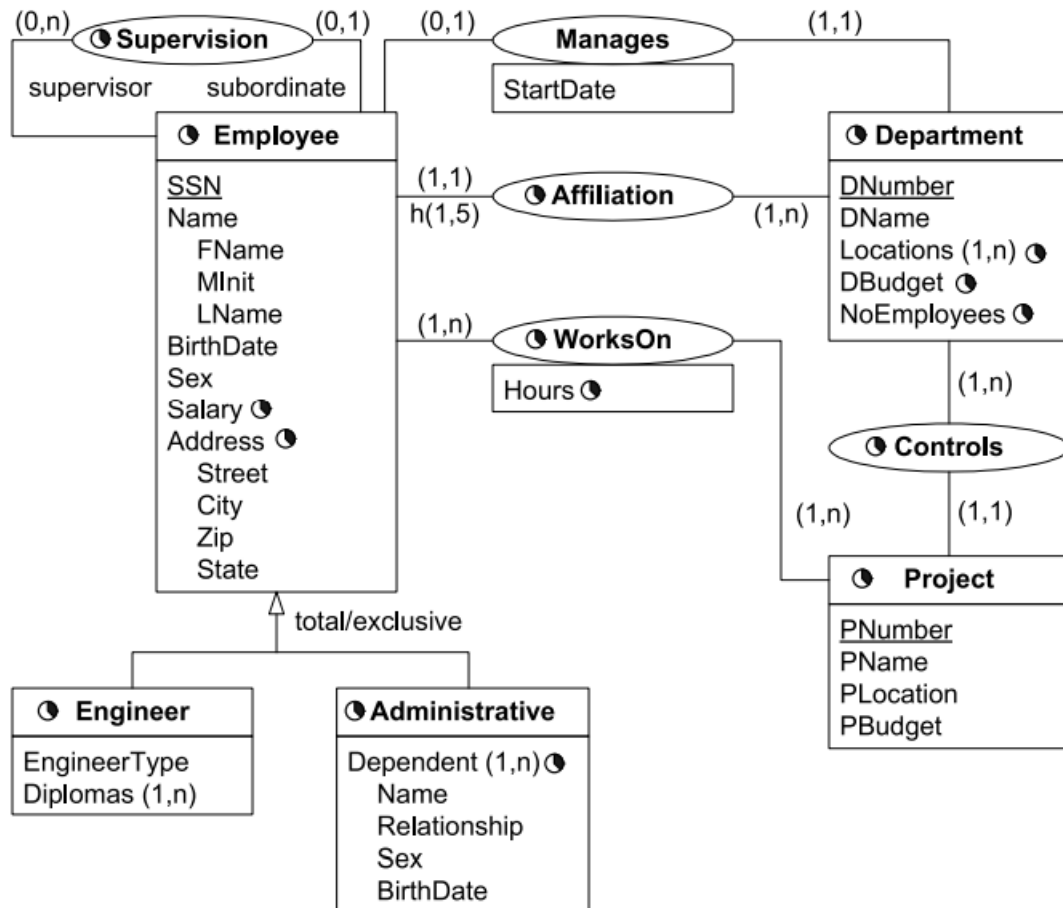 (0,n) Supervision (0,1)
supervisor subordinate
(0,1) Manages (1,1)
StartDate
Employee
SSN
Name
FName
MInit
LName
BirthDate
Sex
Salary
Address
Street
City
Zip
State
(1,1) Affiliation (1,n)
h(1,5)
(1,n) WorksOn
Hours
(1,n)
Department
DNumber
DName
Locations (1,n)
DBudget
NoEmployees
(1,n)
Controls
(1,1)
Project
PNumber
PName
PLocation
PBudget
total/exclusive
Engineer
EngineerType
Diplomas (1,n)
Administrative
Dependent (1,n)
Name
Relationship
Sex
BirthDate